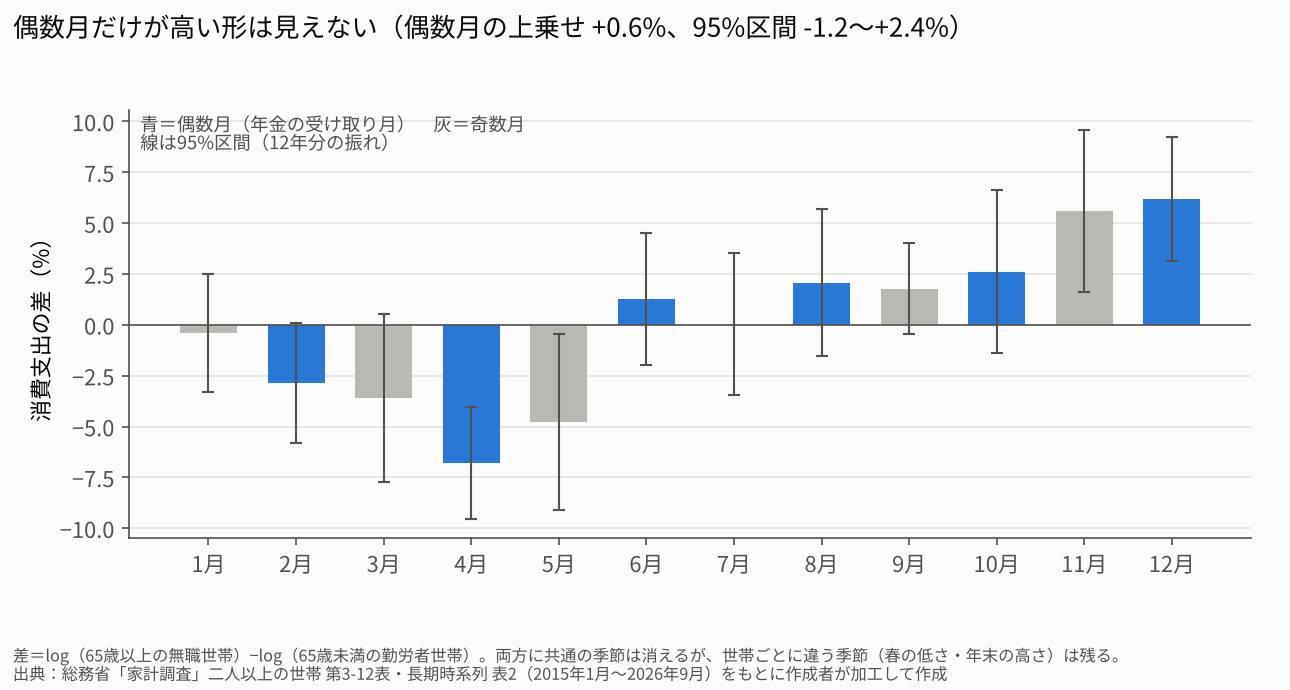 偶数月だけが高い形は見えない（偶数月の上乗せ +0.6%、95%区間 -1.2〜+2.4%）
青＝偶数月（年金の受け取り月）　灰＝奇数月
線は95%区間（12年分の振れ）
消費支出の差（%）
10.0
7.5
5.0
2.5
0.0
−2.5
−5.0
−7.5
−10.0
1月 2月 3月 4月 5月 6月 7月 8月 9月 10月 11月 12月
差＝log（65歳以上の無職世帯）−log（65歳未満の勤労者世帯）。両方に共通の季節は消えるが、世帯ごとに違う季節（春の低さ・年末の高さ）は残る。
出典：総務省「家計調査」二人以上の世帯 第3-12表・長期時系列 表2（2015年1月〜2026年9月）をもとに作成者が加工して作成